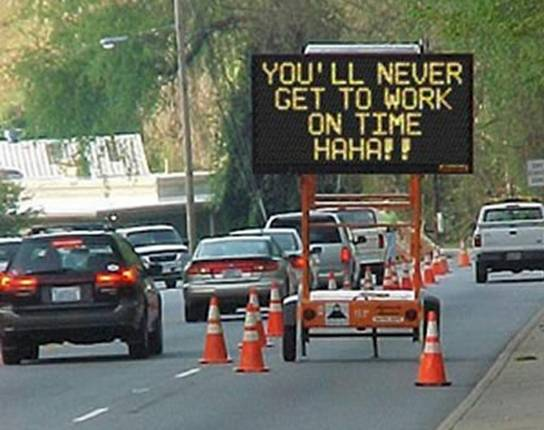 YOU'LL NEVER
GET TO WORK
ON TIME
HAHA!!